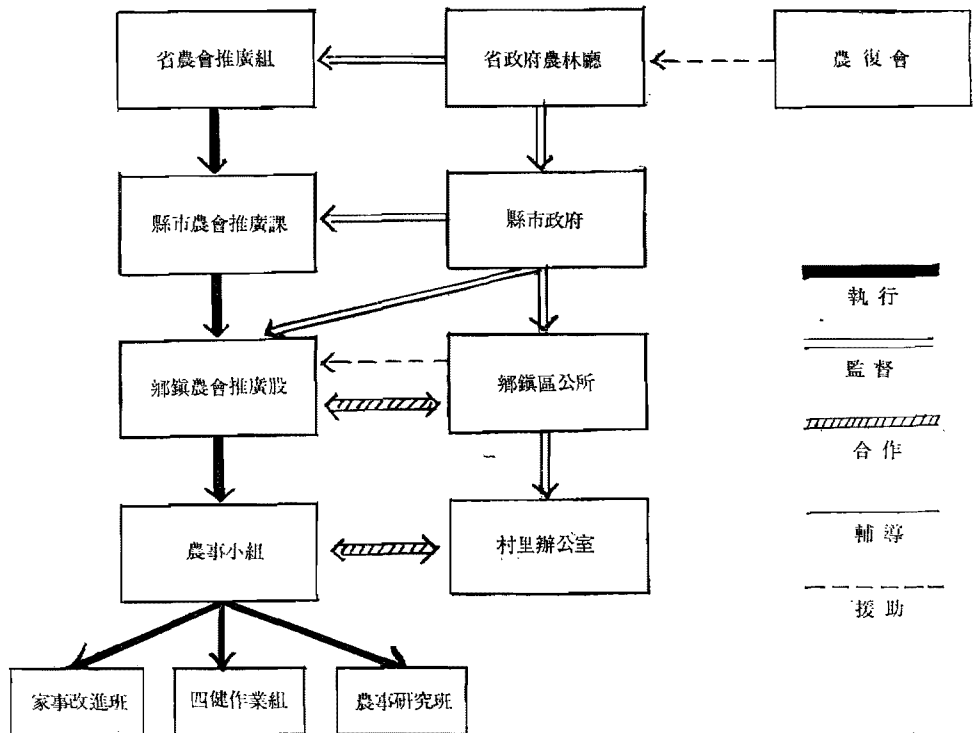 省農會推廣組
省政府農林廳
農復會
縣市農會推廣課
縣市政府
執行
監督
鄉鎮農會推廣股
鄉鎮區公所
合作
農事小組
村里辦公室
輔導
援助
家事改進班
四健作業組
農事研究班